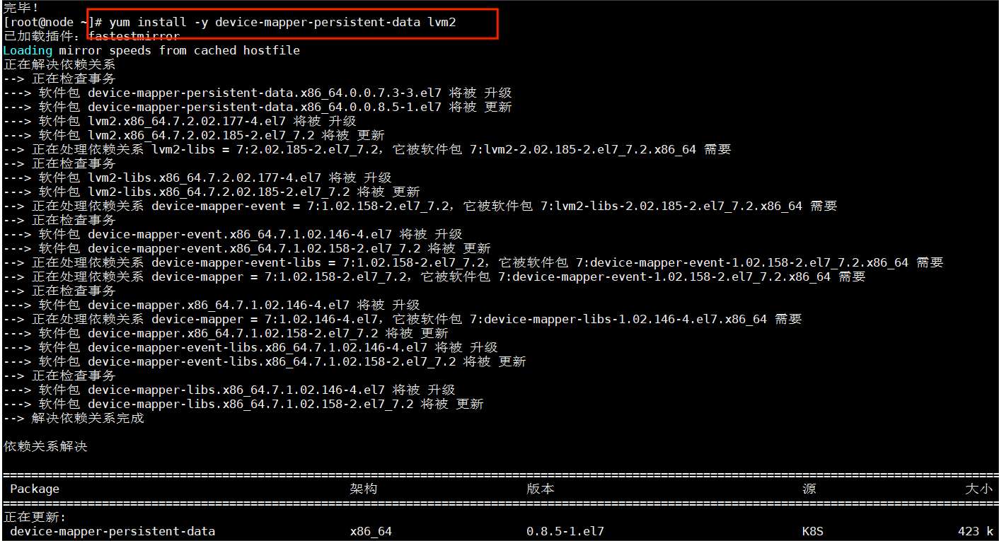 完毕！
[root@node ~]# yum install -y device-mapper-persistent-data lvm2
已加载插件：fastestmirror
Loading mirror speeds from cached hostfile
正在解决依赖关系
--> 正在检查事务
---> 软件包 device-mapper-persistent-data.x86_64.0.0.7.3-3.el7 将被 升级
---> 软件包 device-mapper-persistent-data.x86_64.0.0.8.5-1.el7 将被 更新
---> 软件包 lvm2.x86_64.7.2.02.177-4.el7 将被 升级
---> 软件包 lvm2.x86_64.7.2.02.185-2.el7_7.2 将被 更新
--> 正在处理依赖关系 lvm2-libs = 7:2.02.185-2.el7_7.2，它被软件包 7:lvm2-2.02.185-2.el7_7.2.x86_64 需要
--> 正在检查事务
---> 软件包 lvm2-libs.x86_64.7.2.02.177-4.el7 将被 升级
---> 软件包 lvm2-libs.x86_64.7.2.02.185-2.el7_7.2 将被 更新
--> 正在处理依赖关系 device-mapper-event = 7:1.02.158-2.el7_7.2，它被软件包 7:lvm2-libs-2.02.185-2.el7_7.2.x86_64 需要
--> 正在检查事务
---> 软件包 device-mapper-event.x86_64.7.1.02.146-4.el7 将被 升级
---> 软件包 device-mapper-event.x86_64.7.1.02.158-2.el7_7.2 将被 更新
--> 正在处理依赖关系 device-mapper-event-libs = 7:1.02.158-2.el7_7.2，它被软件包 7:device-mapper-event-1.02.158-2.el7_7.2.x86_64 需要
--> 正在处理依赖关系 device-mapper = 7:1.02.158-2.el7_7.2，它被软件包 7:device-mapper-event-1.02.158-2.el7_7.2.x86_64 需要
--> 正在检查事务
---> 软件包 device-mapper.x86_64.7.1.02.146-4.el7 将被 升级
--> 正在处理依赖关系 device-mapper = 7:1.02.146-4.el7，它被软件包 7:device-mapper-libs-1.02.146-4.el7.x86_64 需要
---> 软件包 device-mapper.x86_64.7.1.02.158-2.el7_7.2 将被 更新
---> 软件包 device-mapper-event-libs.x86_64.7.1.02.146-4.el7 将被 升级
---> 软件包 device-mapper-event-libs.x86_64.7.1.02.158-2.el7_7.2 将被 更新
--> 正在检查事务
---> 软件包 device-mapper-libs.x86_64.7.1.02.146-4.el7 将被 升级
---> 软件包 device-mapper-libs.x86_64.7.1.02.158-2.el7_7.2 将被 更新
--> 解决依赖关系完成
依赖关系解决
Package 架构 版本 源 大小
正在更新:
device-mapper-persistent-data x86_64 0.8.5-1.el7 K8S 423 k